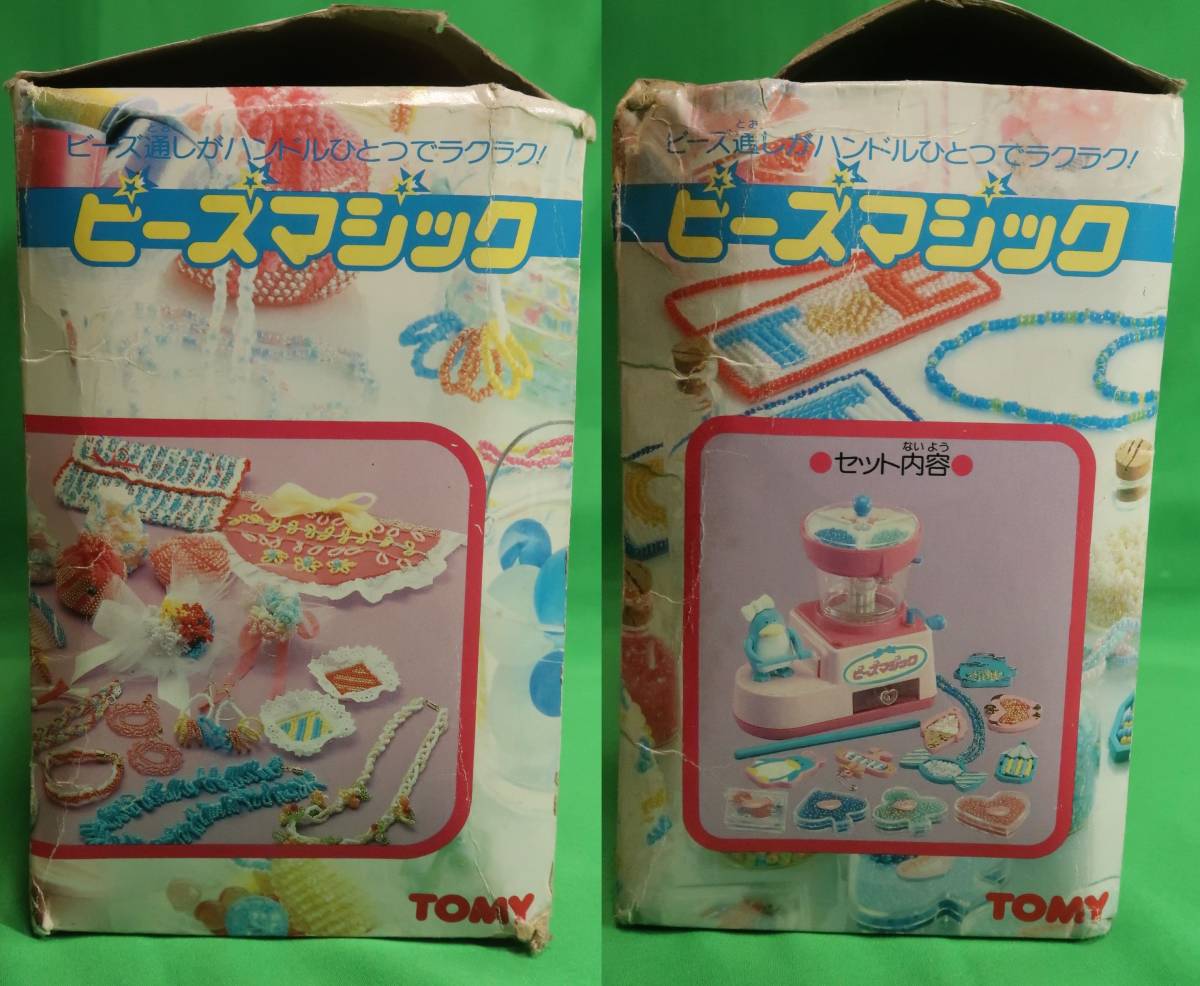 とお
ビーズ通しがハンドルひとつでラクラク!
ビーズマジック
TOMY
とお
ビーズ通しがハンドルひとつでラクラク!
ビーズマジック
ないよう
●セット内容●
ビーズマジック
TOMY